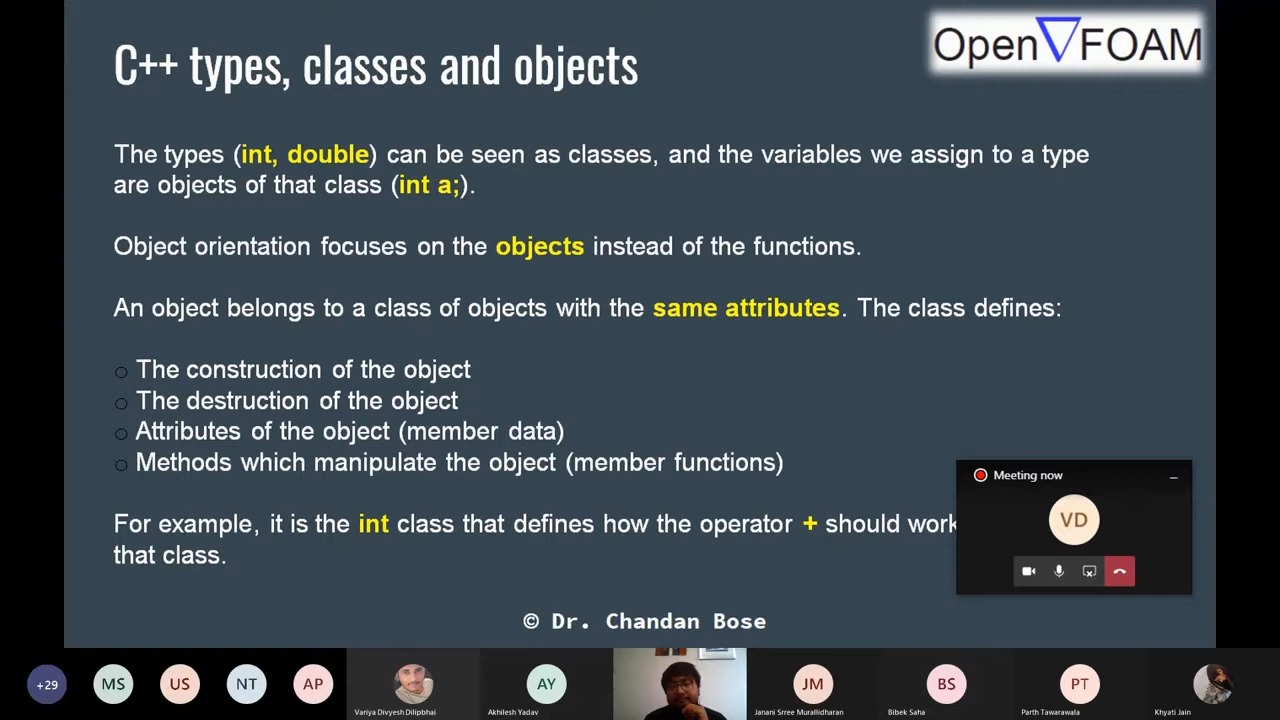 C++ types, classes and objects
Open∇FOAM
The types (int, double) can be seen as classes, and the variables we assign to a type
are objects of that class (int a;).
Object orientation focuses on the objects instead of the functions.
An object belongs to a class of objects with the same attributes. The class defines:
○ The construction of the object
○ The destruction of the object
○ Attributes of the object (member data)
○ Methods which manipulate the object (member functions)
For example, it is the int class that defines how the operator + should work
that class.
Meeting now
VD
© Dr. Chandan Bose
+29
MS
US
NT
AP
Variya Divyesh Dilipbhai
AY
Akhilesh Yadav
JM
Janani Srree Murallidharan
BS
Bibek Saha
PT
Parth Tawarawala
Khyati Jain